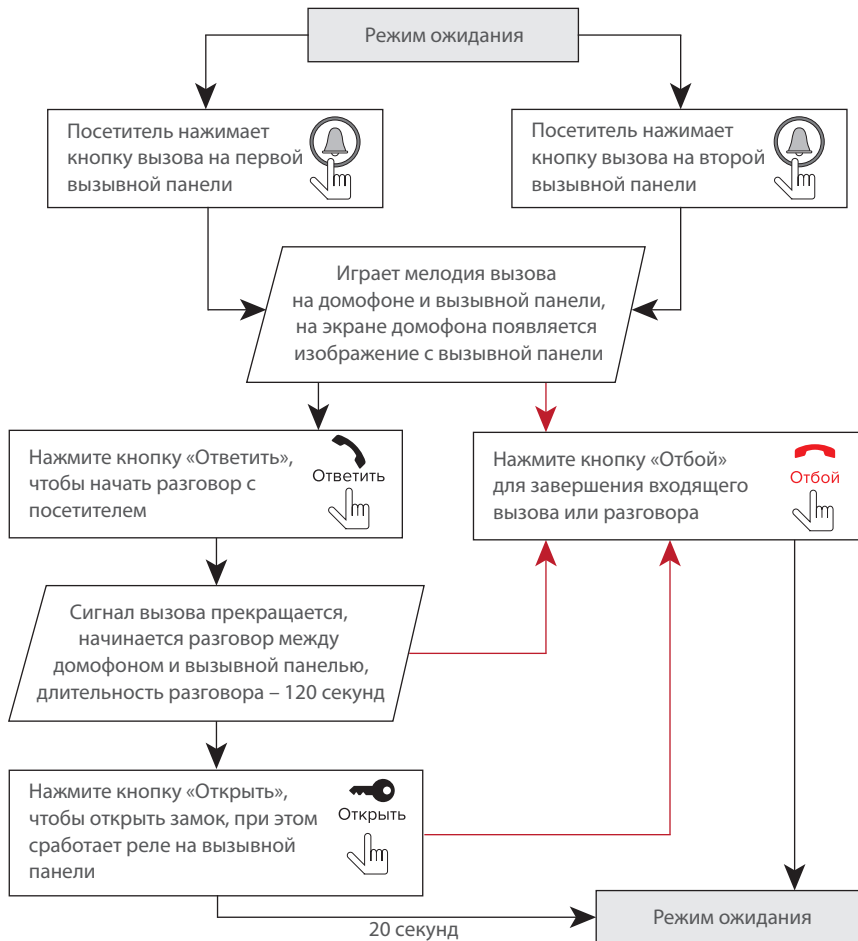 Режим ожидания
Посетитель нажимает
кнопку вызова на первой
вызывной панели
Посетитель нажимает
кнопку вызова на второй
вызывной панели
Играет мелодия вызова
на домофоне и вызывной панели,
на экране домофона появляется
изображение с вызывной панели
Нажмите кнопку «Ответить»,
чтобы начать разговор с
посетителем
Ответить
Нажмите кнопку «Отбой»
для завершения входящего
вызова или разговора
Отбой
Сигнал вызова прекращается,
начинается разговор между
домофоном и вызывной панелью,
длительность разговора – 120 секунд
Нажмите кнопку «Открыть»,
чтобы открыть замок, при этом
сработает реле на вызывной
панели
Открыть
20 секунд
Режим ожидания